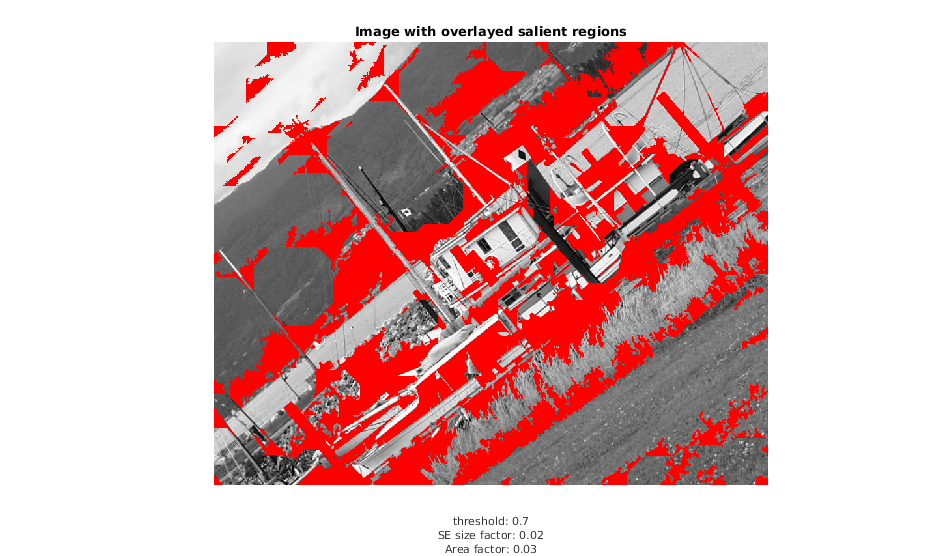 Image with overlayed salient regions
threshold: 0.7
SE size factor: 0.02
Area factor: 0.03